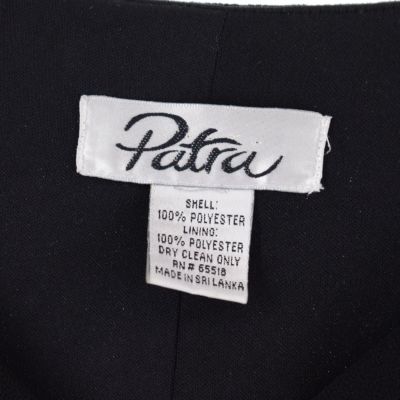 Patra
SHELL:
100% POLYESTER
LINING:
100% POLYESTER
DRY CLEAN ONLY
RN # 65518
MADE IN SRI LANKA